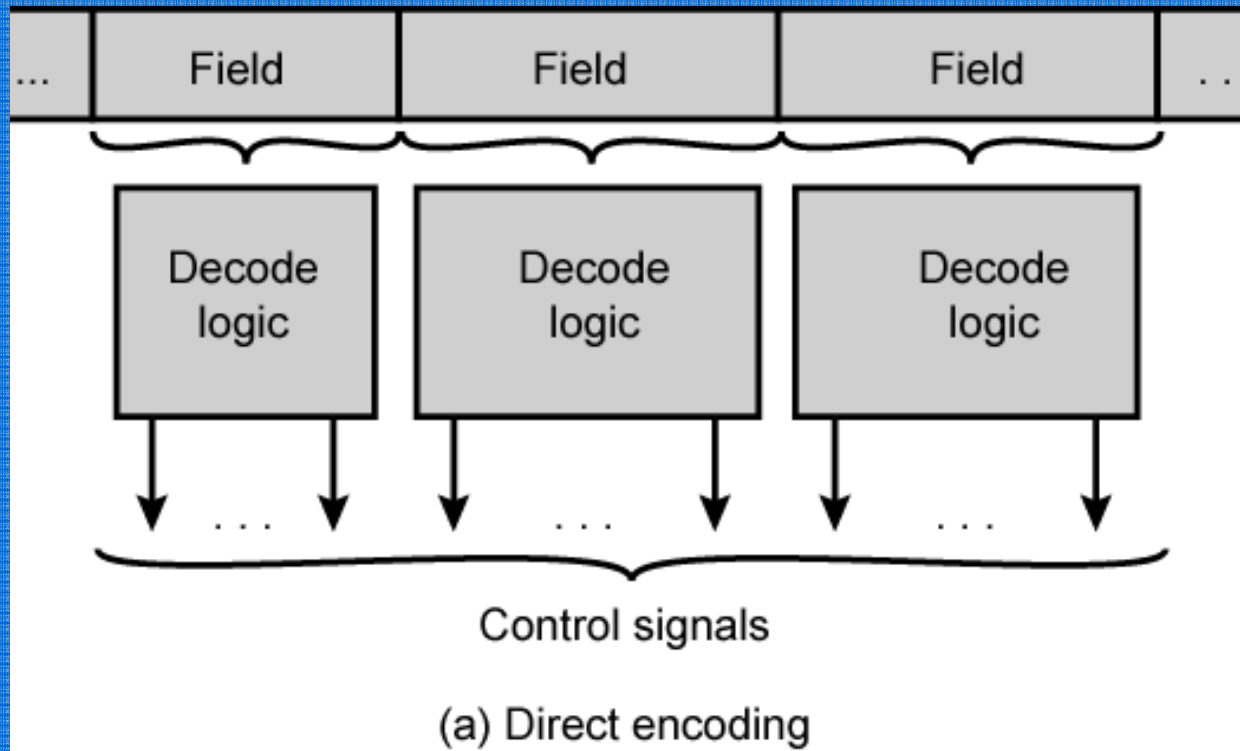 ... Field Field Field . .
Decode Decode Decode
logic logic logic
. . . . . . . . .
Control signals
(a) Direct encoding